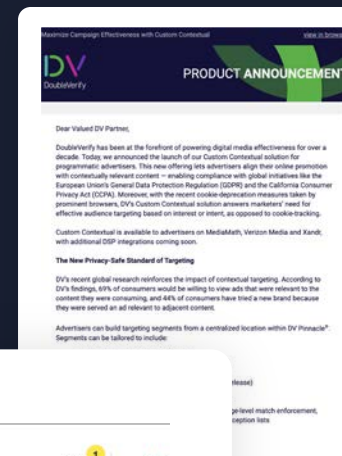 Maximize Campaign Effectiveness with Custom Contextual
view in browse
DV
DoubleVerify
PRODUCT ANNOUNCEMENT
Dear Valued DV Partner,
DoubleVerify has been at the forefront of powering digital media effectiveness for over a
decade. Today, we announced the launch of our Custom Contextual solution for
programmatic advertisers. This new offering lets advertisers align their online promotion
with contextually relevant content — enabling compliance with global initiatives like the
European Union's General Data Protection Regulation (GDPR) and the California Consumer
Privacy Act (CCPA). Moreover, with the recent cookie-deprecation measures taken by
prominent browsers, DV's Custom Contextual solution answers marketers' need for
effective audience targeting based on interest or intent, as opposed to cookie-tracking.
Custom Contextual is available to advertisers on MediaMath, Verizon Media and Xandr,
with additional DSP integrations coming soon.
The New Privacy-Safe Standard of Targeting
DV's recent global research reinforces the impact of contextual targeting. According to
DV's findings, 69% of consumers would be willing to view ads that were relevant to the
content they were consuming, and 44% of consumers have tried a new brand because
they were served an ad relevant to adjacent content.
Advertisers can build targeting segments from a centralized location within DV Pinnacle®.
Segments can be tailored to include:
elease)
ge-level match enforcement,
ception lists
1